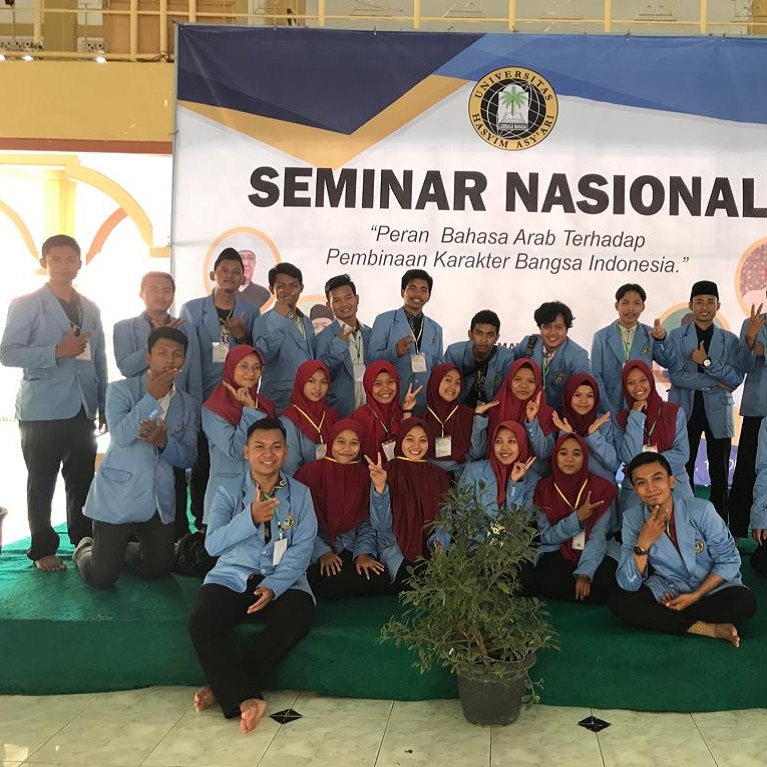 UNIVERSITAS
HASYIM ASY'ARI
SEMINAR NASIONAL
"Peran Bahasa Arab Terhadap
Pembinaan Karakter Bangsa Indonesia."